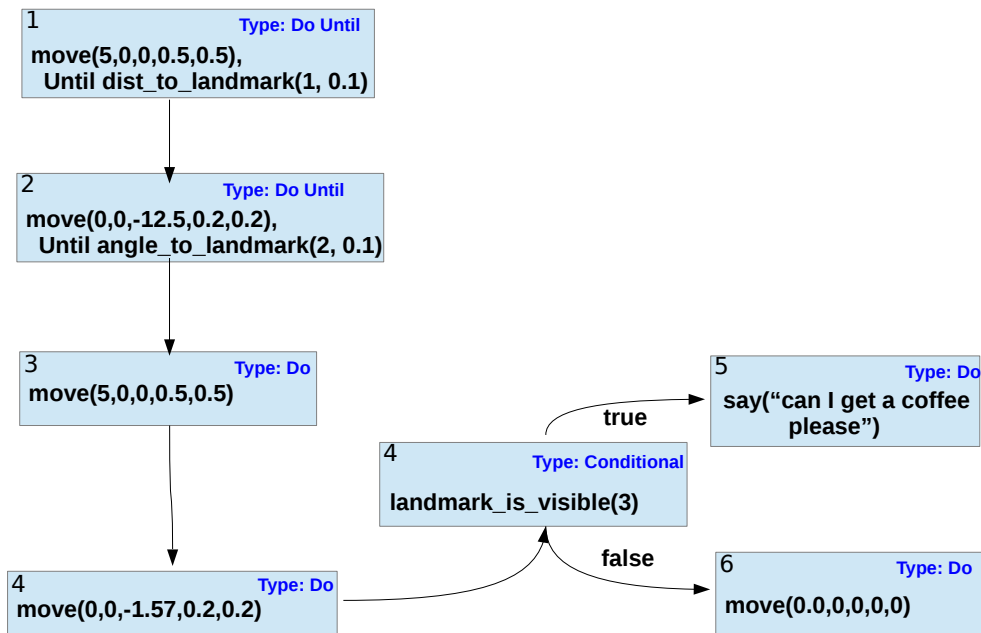 1
Type: Do Until
move(5,0,0,0.5,0.5),
Until dist_to_landmark(1, 0.1)
2
Type: Do Until
move(0,0,-12.5,0.2,0.2),
Until angle_to_landmark(2, 0.1)
3
Type: Do
move(5,0,0,0.5,0.5)
4
Type: Do
move(0,0,-1.57,0.2,0.2)
4
Type: Conditional
landmark_is_visible(3)
true
false
5
Type: Do
say(“can I get a coffee
please”)
6
Type: Do
move(0.0,0,0,0,0)